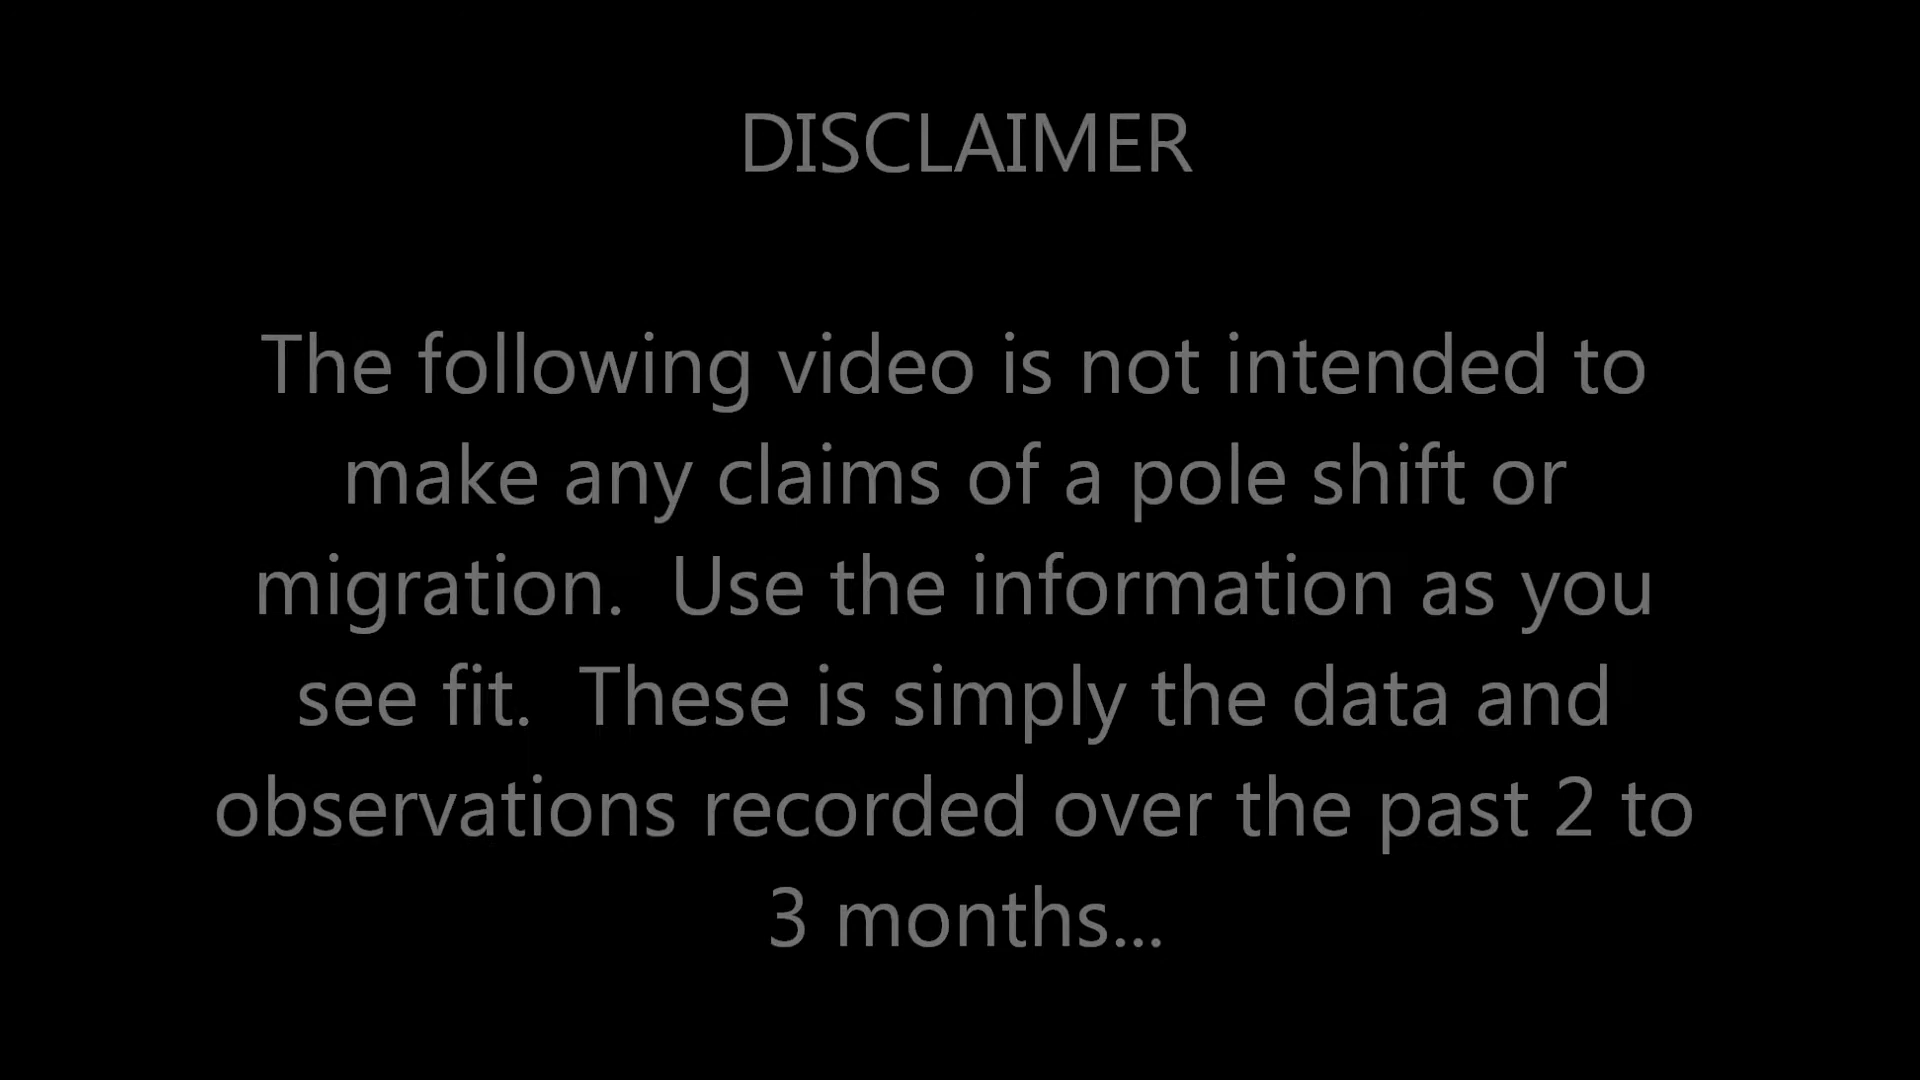 DISCLAIMER
The following video is not intended to
make any claims of a pole shift or
migration.  Use the information as you
see fit.  These is simply the data and
observations recorded over the past 2 to
3 months...